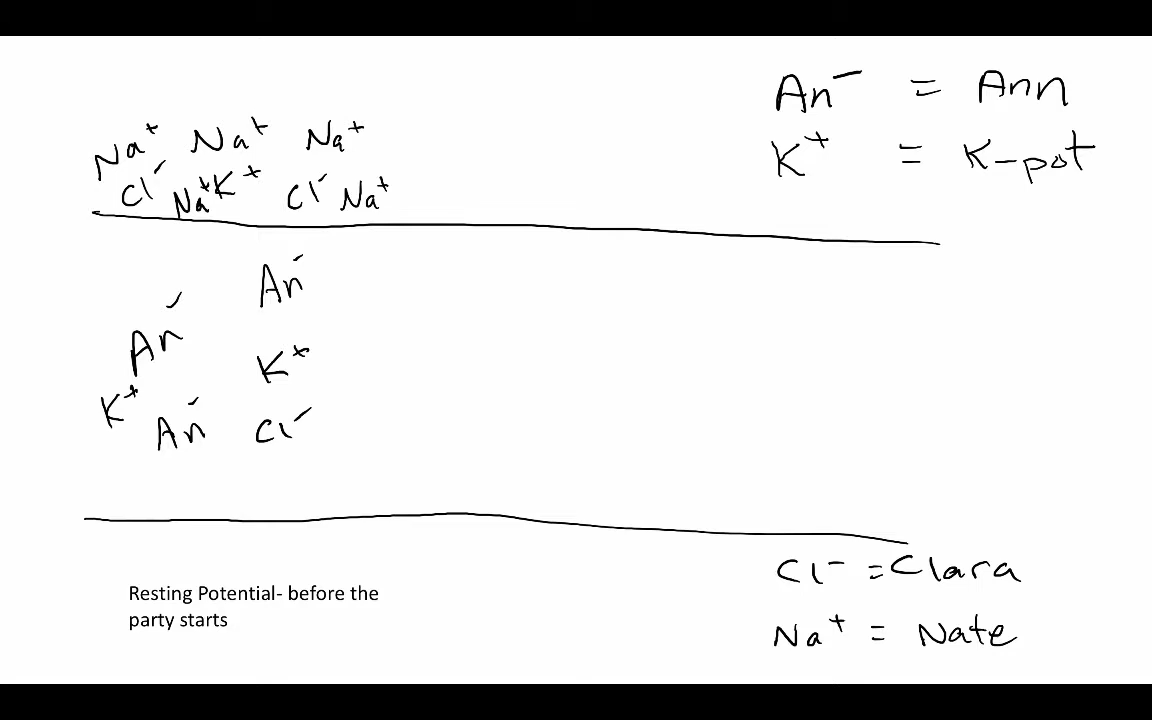 An⁻ = Ann
K⁺ = K-pot
Na⁺ Na⁺ Na⁺
Cl⁻ Na⁺ K⁺ Cl⁻ Na⁺
An⁻
An⁻
K⁺
K⁺
An⁻ Cl⁻
Cl⁻ = Clara
Na⁺ = Nate
Resting Potential- before the
party starts